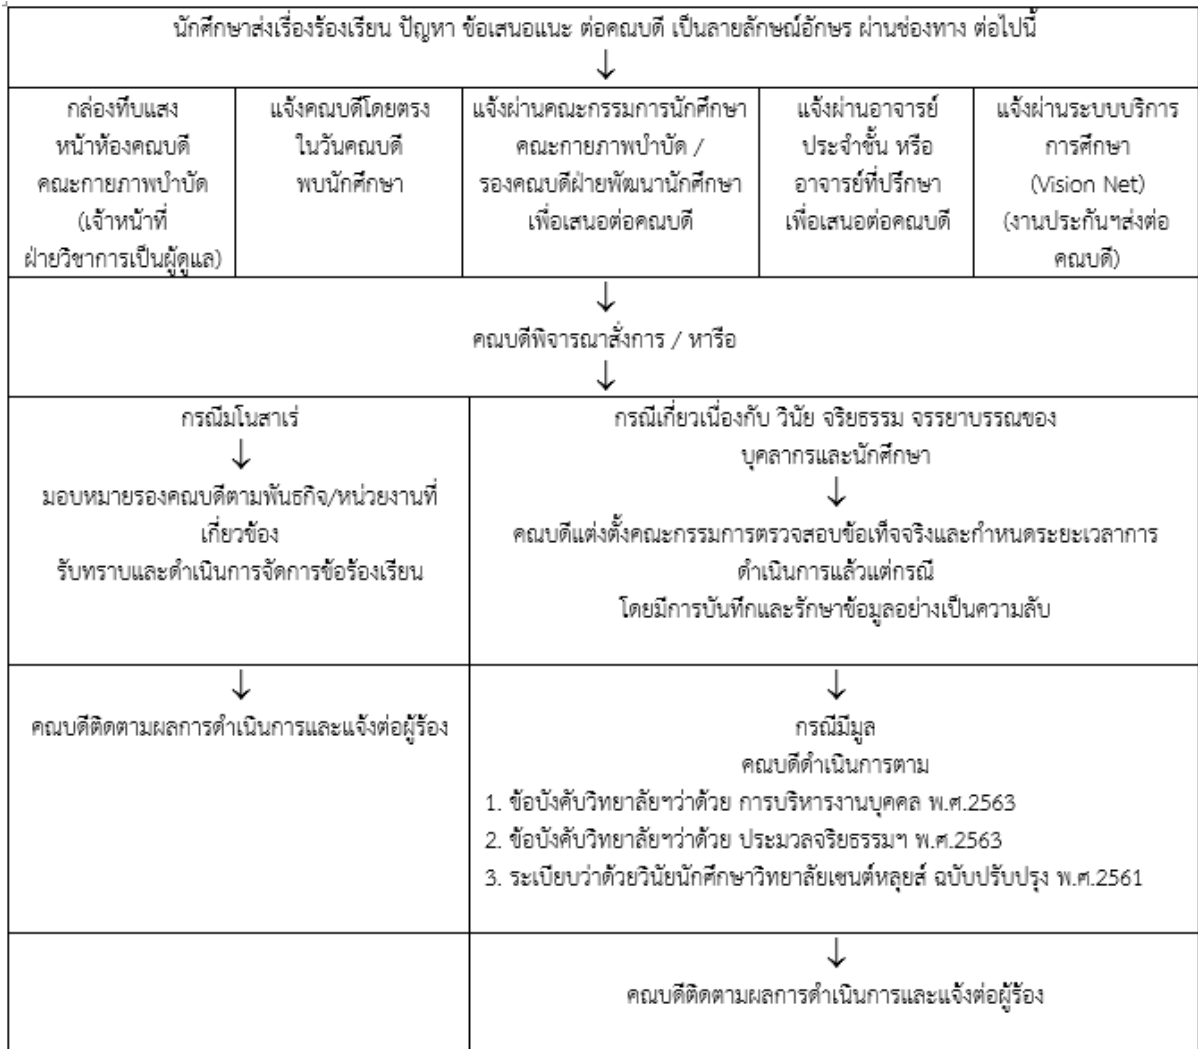 นักศึกษาส่งเรื่องร้องเรียน ปัญหา ข้อเสนอแนะ ต่อคณบดี เป็นลายลักษณ์อักษร ผ่านช่องทาง ต่อไปนี้
↓
กล่องทึบแสง
หน้าห้องคณบดี
คณะกายภาพบำบัด
(เจ้าหน้าที่
ฝ่ายวิชาการเป็นผู้ดูแล)
แจ้งคณบดีโดยตรง
ในวันคณบดี
พบนักศึกษา
แจ้งผ่านคณะกรรมการนักศึกษา
คณะกายภาพบำบัด /
รองคณบดีฝ่ายพัฒนานักศึกษา
เพื่อเสนอต่อคณบดี
แจ้งผ่านอาจารย์
ประจำชั้น หรือ
อาจารย์ที่ปรึกษา
เพื่อเสนอต่อคณบดี
แจ้งผ่านระบบบริการ
การศึกษา
(Vision Net)
(งานประกันฯส่งต่อ
คณบดี)
↓
คณบดีพิจารณาสั่งการ / หารือ
↓
กรณีมโนสาเร่
↓
มอบหมายรองคณบดีตามพันธกิจ/หน่วยงานที่
เกี่ยวข้อง
รับทราบและดำเนินการจัดการข้อร้องเรียน
กรณีเกี่ยวเนื่องกับ วินัย จริยธรรม จรรยาบรรณของ
บุคลากรและนักศึกษา
↓
คณบดีแต่งตั้งคณะกรรมการตรวจสอบข้อเท็จจริงและกำหนดระยะเวลาการ
ดำเนินการแล้วแต่กรณี
โดยมีการบันทึกและรักษาข้อมูลอย่างเป็นความลับ
↓
คณบดีติดตามผลการดำเนินการและแจ้งต่อผู้ร้อง
↓
กรณีมีมูล
คณบดีดำเนินการตาม
1. ข้อบังคับวิทยาลัยฯว่าด้วย การบริหารงานบุคคล พ.ศ.2563
2. ข้อบังคับวิทยาลัยฯว่าด้วย ประมวลจริยธรรมฯ พ.ศ.2563
3. ระเบียบว่าด้วยวินัยนักศึกษาวิทยาลัยเซนต์หลุยส์ ฉบับปรับปรุง พ.ศ.2561
↓
คณบดีติดตามผลการดำเนินการและแจ้งต่อผู้ร้อง